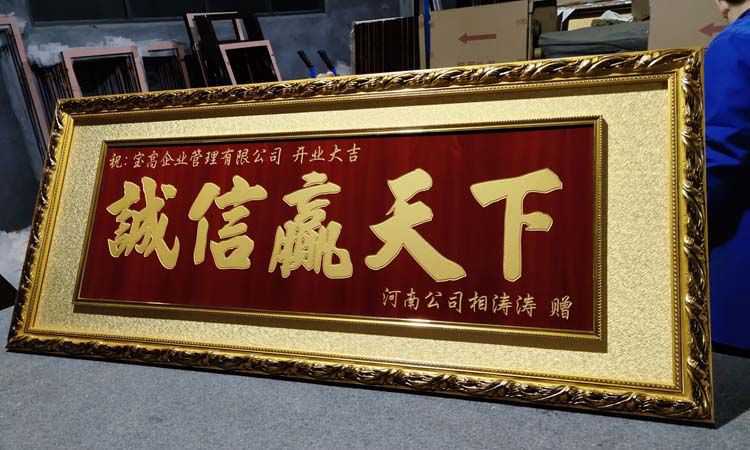 祝：宝高企业管理有限公司 开业大吉
誠信赢天下
河南公司相涛涛 赠